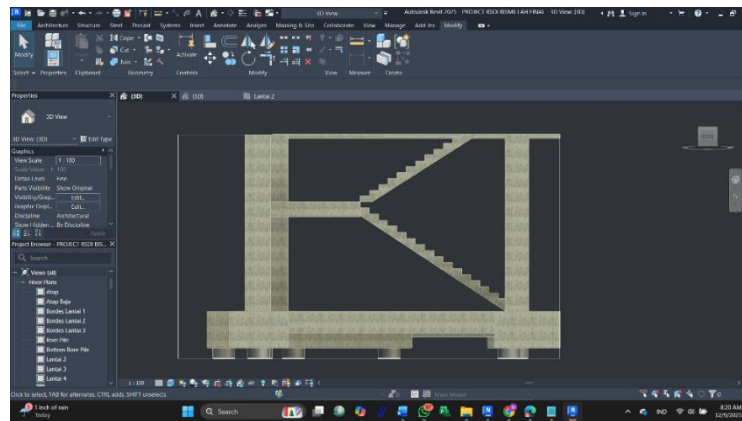 3D View
Autodesk Revit 2025 - PROJECT RSDI BISMILLAH FINAL - 3D View: {3D}
Sign In
File Architecture Structure Steel Precast Systems Insert Annotate Analyze Massing & Site Collaborate View Manage Add-Ins Modify
Modify
Cope
Cut
Join
Activate
Select Properties Clipboard Geometry Controls Modify View Measure Create
Properties
{3D}
{3D}
Lantai 2
3D View
3D View: {3D}
Edit Type
Graphics
View Scale 1 : 100
Scale Value 1: 100
Detail Level Fine
Parts Visibility Show Original
Visibility/Grap... Edit...
Graphic Displ... Edit...
Discipline Architectural
Show Hidden ... By Discipline
Apply
Project Browser - PROJECT RSDI BIS...
Search
Views (all)
Floor Plans
Atap
Atap Baja
Bordes Lantai 1
Bordes Lantai 2
Bordes Lantai 3
Bore Pile
Bottom Bore Pile
Lantai 2
Lantai 3
Lantai 4
1 : 100
Click to select, TAB for alternates, CTRL adds, SHIFT unselects.
Main Model
:0
1 inch of rain
Today
Search
IND
8:20 AM
12/9/2025